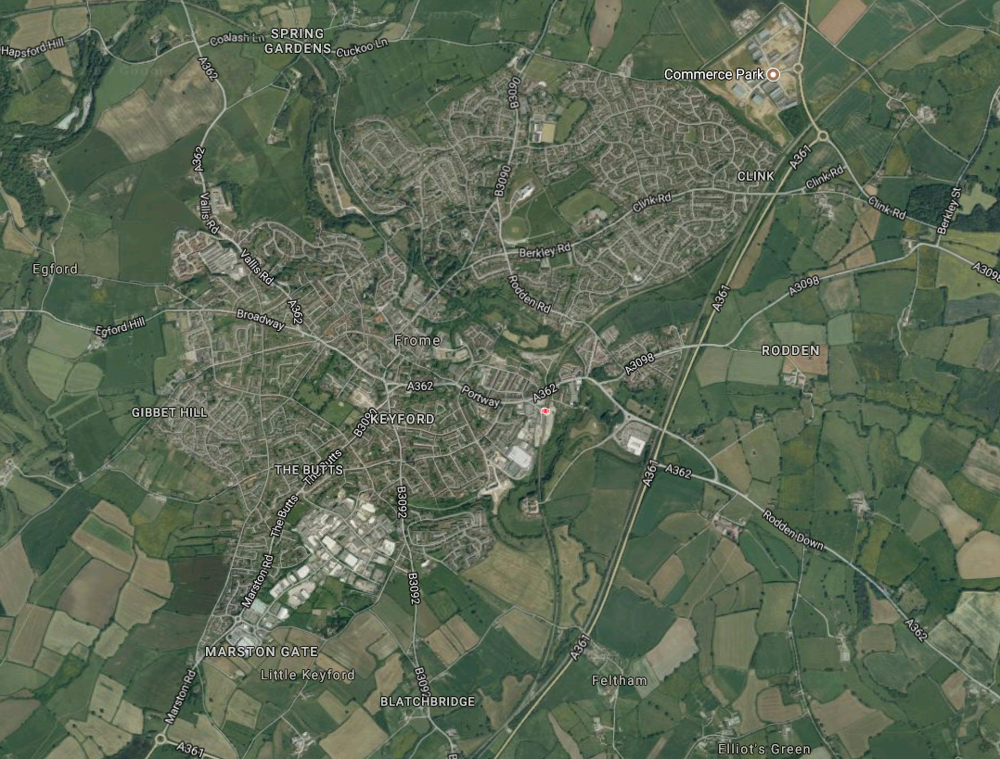 SPRING
GARDENS
Hapsford Hill
Coalash Ln
Cuckoo Ln
A362
Commerce Park
B3090
A362
A361
CLINK
Clink Rd
B3090
Clink Rd
Clink Rd
Berkley St
Vallis Rd
Berkley Rd
Vallis Rd
Egford
A3098
A3098
Rodden Rd
A361
A362
Broadway
Egford Hill
Frome
RODDEN
A3098
A362
Portway
A362
GIBBET HILL
B3092
KEYFORD
THE BUTTS
The Butts
A361
A362
B3092
The Butts
Rodden Down
Marston Rd
B3092
A362
A361
MARSTON GATE
Little Keyford
Marston Rd
B3092
Feltham
BLATCHBRIDGE
A361
Elliot's Green